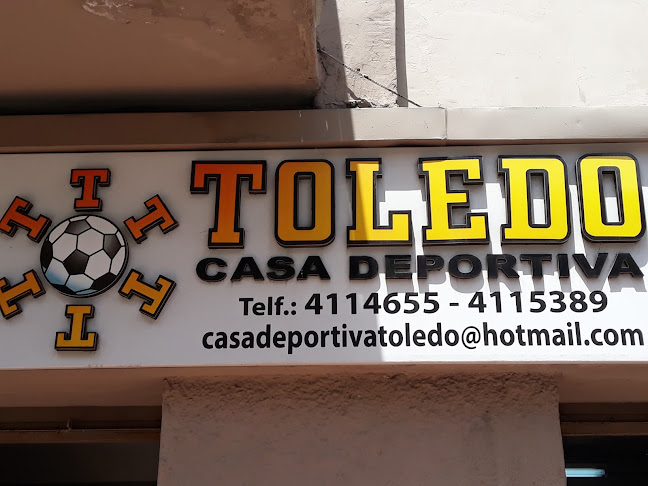 T T T T T T
TOLEDO
CASA DEPORTIVA
Telf.: 4114655 - 4115389
casadeportivatoledo@hotmail.com